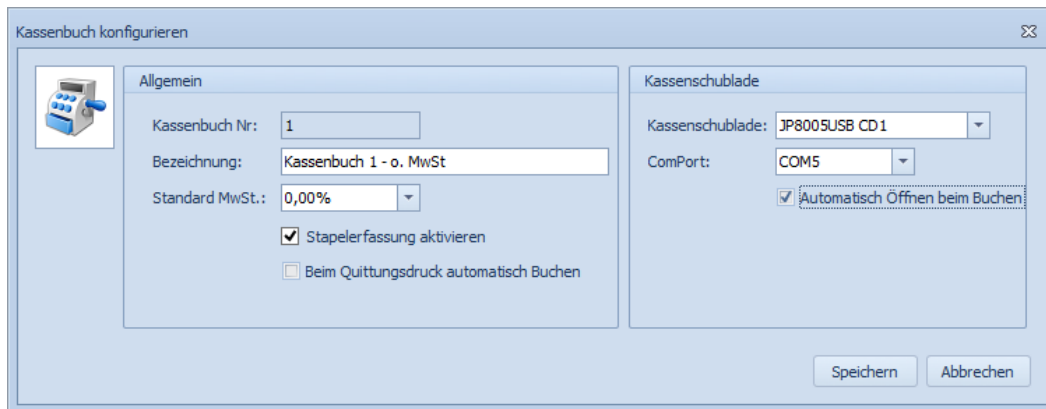 Kassenbuch konfigurieren
Allgemein
Kassenbuch Nr: 1
Bezeichnung: Kassenbuch 1 - o. MwSt
Standard MwSt.: 0,00%
Stapelerfassung aktivieren
Beim Quittungsdruck automatisch Buchen
Kassenschublade
Kassenschublade: JP8005USB CD1
ComPort: COM5
Automatisch Öffnen beim Buchen
Speichern Abbrechen